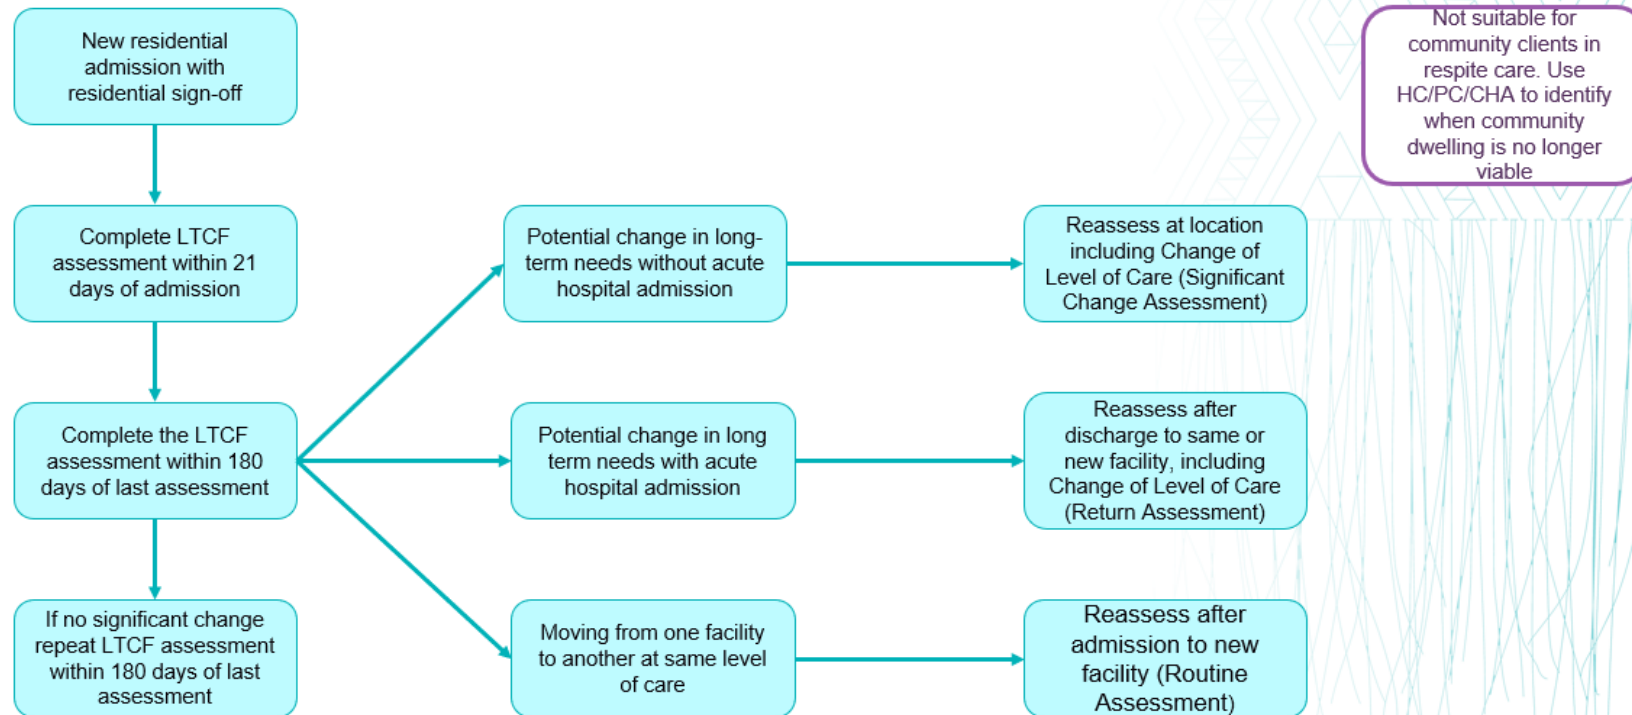 New residential
admission with
residential sign-off
Complete LTCF
assessment within 21
days of admission
Complete the LTCF
assessment within 180
days of last assessment
If no significant change
repeat LTCF assessment
within 180 days of last
assessment
Potential change in long-
term needs without acute
hospital admission
Reassess at location
including Change of
Level of Care (Significant
Change Assessment)
Potential change in long
term needs with acute
hospital admission
Reassess after
discharge to same or
new facility, including
Change of Level of Care
(Return Assessment)
Moving from one facility
to another at same level
of care
Reassess after
admission to new
facility (Routine
Assessment)
Not suitable for
community clients in
respite care. Use
HC/PC/CHA to identify
when community
dwelling is no longer
viable